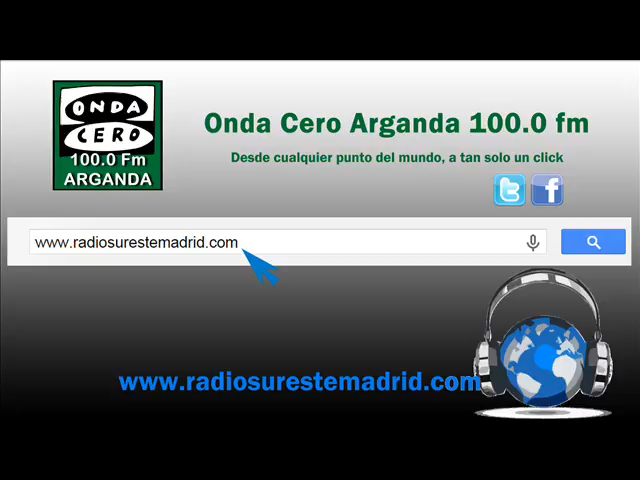 ONDA
CERO
100.0 Fm
ARGANDA
Onda Cero Arganda 100.0 fm
Desde cualquier punto del mundo, a tan solo un click
www.radiosurestemadrid.com
www.radiosurestemadrid.com